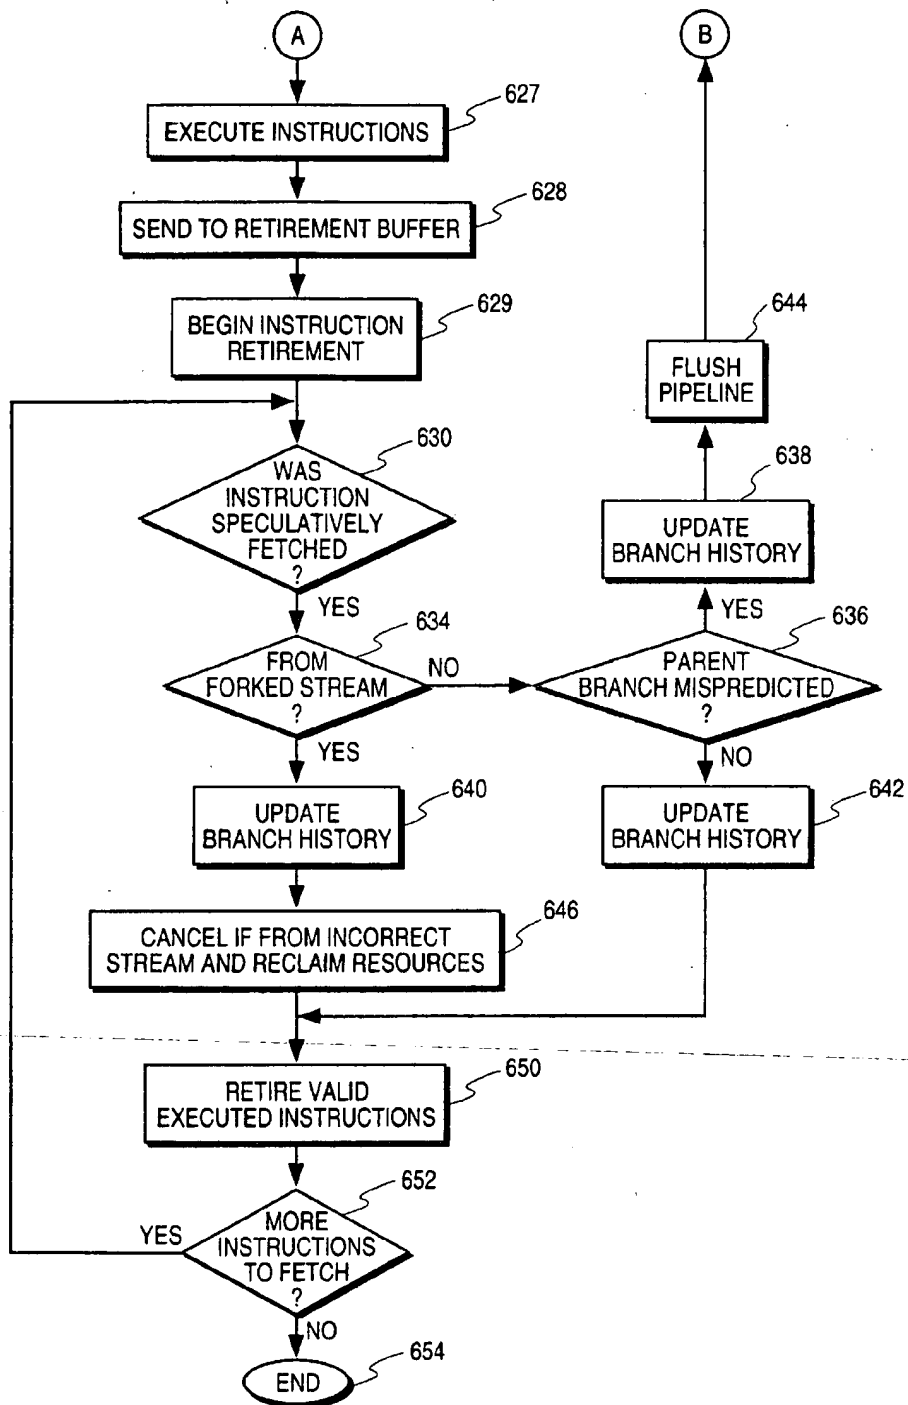 A
B
627
EXECUTE INSTRUCTIONS
628
SEND TO RETIREMENT BUFFER
629
BEGIN INSTRUCTION
RETIREMENT
644
FLUSH
PIPELINE
630
WAS
INSTRUCTION
SPECULATIVELY
FETCHED
?
YES
638
UPDATE
BRANCH HISTORY
YES
634
FROM
FORKED STREAM
?
NO
YES
636
PARENT
BRANCH MISPREDICTED
?
NO
640
UPDATE
BRANCH HISTORY
642
UPDATE
BRANCH HISTORY
646
CANCEL IF FROM INCORRECT
STREAM AND RECLAIM RESOURCES
650
RETIRE VALID
EXECUTED INSTRUCTIONS
652
YES
MORE
INSTRUCTIONS
TO FETCH
?
NO
654
END